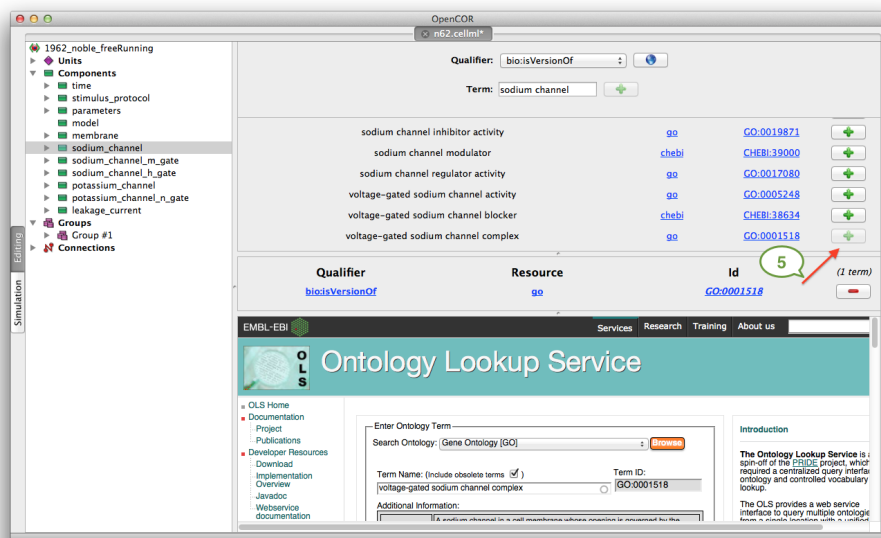 OpenCOR
n62.cellml*
1962_noble_freeRunning
Units
Components
time
stimulus_protocol
parameters
model
membrane
sodium_channel
sodium_channel_m_gate
sodium_channel_h_gate
potassium_channel
potassium_channel_n_gate
leakage_current
Groups
Group #1
Connections
Editing
Simulation
Qualifier: bio:isVersionOf
Term: sodium channel
sodium channel inhibitor activity go GO:0019871
sodium channel modulator chebi CHEBI:39000
sodium channel regulator activity go GO:0017080
voltage-gated sodium channel activity go GO:0005248
voltage-gated sodium channel blocker chebi CHEBI:38634
voltage-gated sodium channel complex go GO:0001518
5
Qualifier Resource Id (1 term)
bio:isVersionOf go GO:0001518
EMBL-EBI Services Research Training About us
OLS Ontology Lookup Service
OLS Home
Documentation
Project
Publications
Developer Resources
Download
Implementation
Overview
Javadoc
Webservice
documentation
Enter Ontology Term
Search Ontology: Gene Ontology [GO] Browse
Term Name: (Include obsolete terms ) Term ID:
voltage-gated sodium channel complex GO:0001518
Additional Information:
A sodium channel in a cell membrane whose opening is governed by the
Introduction
The Ontology Lookup Service is a
spin-off of the PRIDE project, which
required a centralized query interfac
ontology and controlled vocabulary
lookup.
The OLS provides a web service
interface to query multiple ontologie
from a single location with a unified